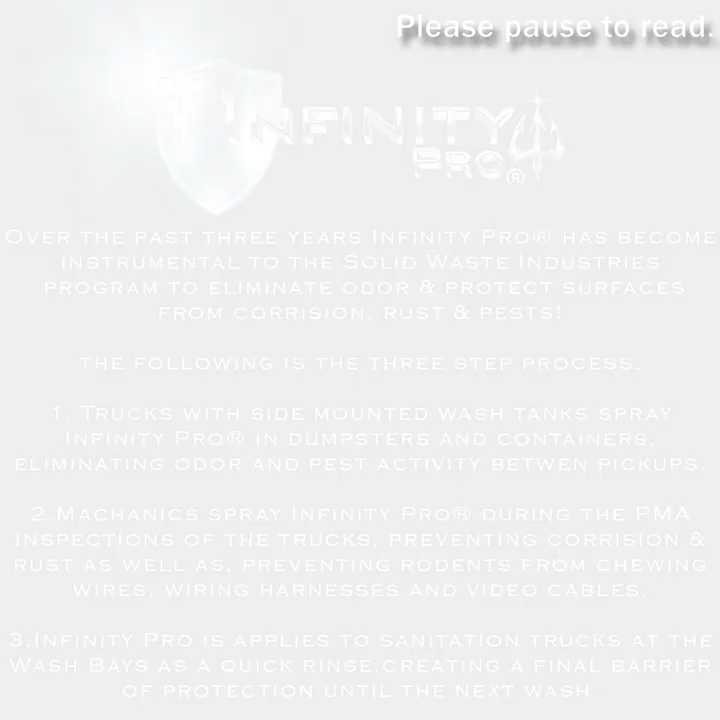 Please pause to read.
INFINITY
PRO®
OVER THE PAST THREE YEARS INFINITY PRO® HAS BECOME
INSTRUMENTAL TO THE SOLID WASTE INDUSTRIES
PROGRAM TO ELIMINATE ODOR & PROTECT SURFACES
FROM CORRISION, RUST & PESTS!
THE FOLLOWING IS THE THREE STEP PROCESS.
1. TRUCKS WITH SIDE MOUNTED WASH TANKS SPRAY
INFINITY PRO® IN DUMPSTERS AND CONTAINERS,
ELIMINATING ODOR AND PEST ACTIVITY BETWEN PICKUPS.
2.MACHANICS SPRAY INFINITY PRO® DURING THE PMA
INSPECTIONS OF THE TRUCKS, PREVENTING CORRISION &
RUST AS WELL AS, PREVENTING RODENTS FROM CHEWING
WIRES, WIRING HARNESSES AND VIDEO CABLES.
3.INFINITY PRO IS APPLIES TO SANITATION TRUCKS AT THE
WASH BAYS AS A QUICK RINSE,CREATING A FINAL BARRIER
OF PROTECTION UNTIL THE NEXT WASH.